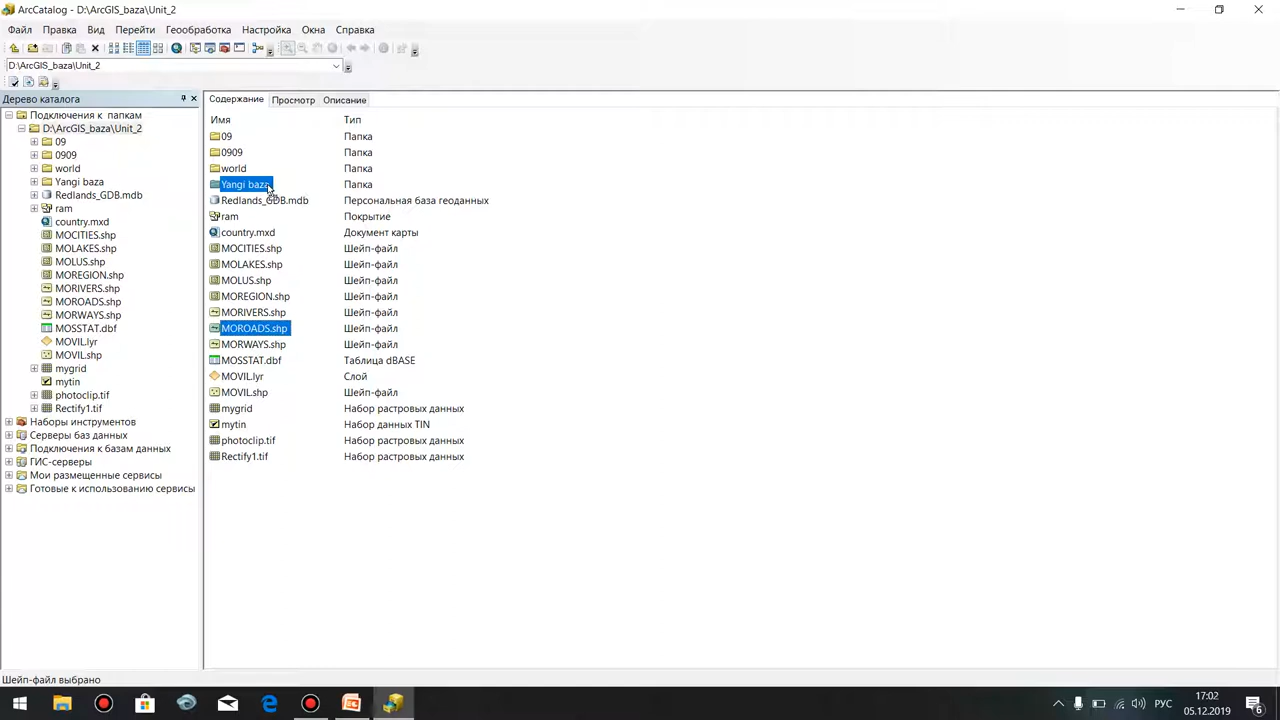 ArcCatalog - D:\ArcGIS_baza\Unit_2
Файл Правка Вид Перейти Геообработка Настройка Окна Справка
D:\ArcGIS_baza\Unit_2
Дерево каталога
Подключения к папкам
D:\ArcGIS_baza\Unit_2
09
0909
world
Yangi baza
Redlands_GDB.mdb
ram
country.mxd
MOCITIES.shp
MOLAKES.shp
MOLUS.shp
MOREGION.shp
MORIVERS.shp
MOROADS.shp
MORWAYS.shp
MOSSTAT.dbf
MOVIL.lyr
MOVIL.shp
mygrid
mytin
photoclip.tif
Rectify1.tif
Наборы инструментов
Серверы баз данных
Подключения к базам данных
ГИС-серверы
Мои размещенные сервисы
Готовые к использованию сервисы
Содержание Просмотр Описание
Имя Тип
09 Папка
0909 Папка
world Папка
Yangi baza Папка
Redlands_GDB.mdb Персональная база геоданных
ram Покрытие
country.mxd Документ карты
MOCITIES.shp Шейп-файл
MOLAKES.shp Шейп-файл
MOLUS.shp Шейп-файл
MOREGION.shp Шейп-файл
MORIVERS.shp Шейп-файл
MOROADS.shp Шейп-файл
MORWAYS.shp Шейп-файл
MOSSTAT.dbf Таблица dBASE
MOVIL.lyr Слой
MOVIL.shp Шейп-файл
mygrid Набор растровых данных
mytin Набор данных TIN
photoclip.tif Набор растровых данных
Rectify1.tif Набор растровых данных
Шейп-файл выбрано
РУС
17:02
05.12.2019
6